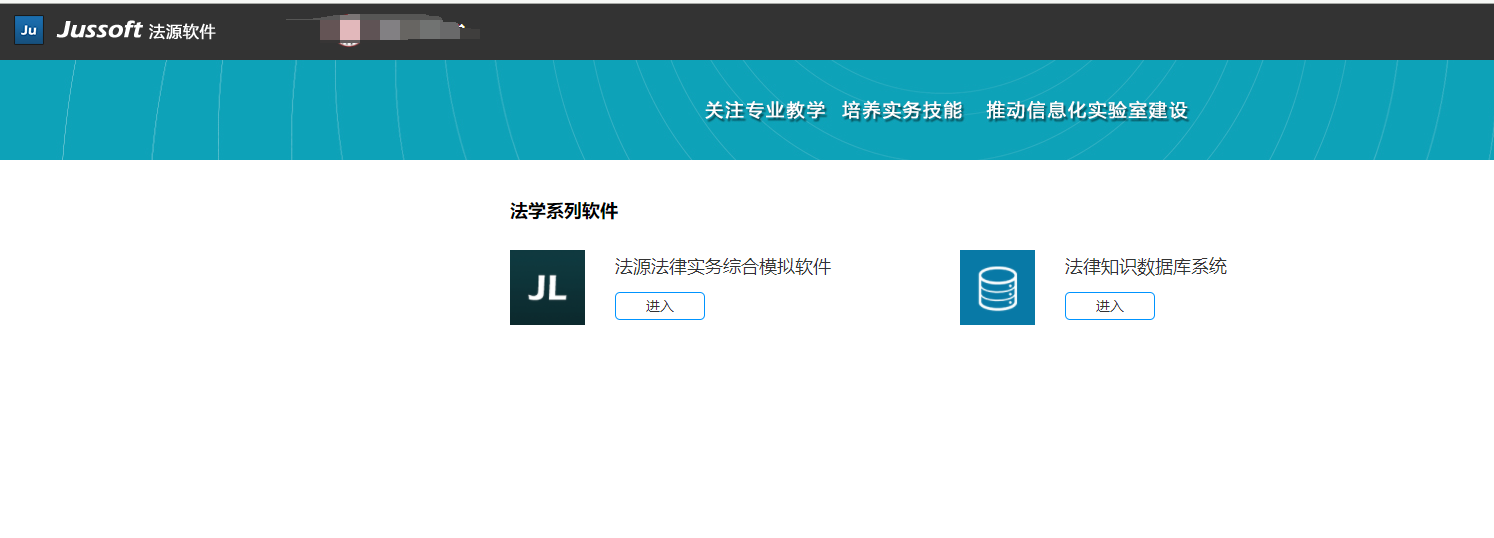 Ju Jussoft 法源软件
关注专业教学 培养实务技能 推动信息化实验室建设
法学系列软件
JL
法源法律实务综合模拟软件
进入
法律知识数据库系统
进入